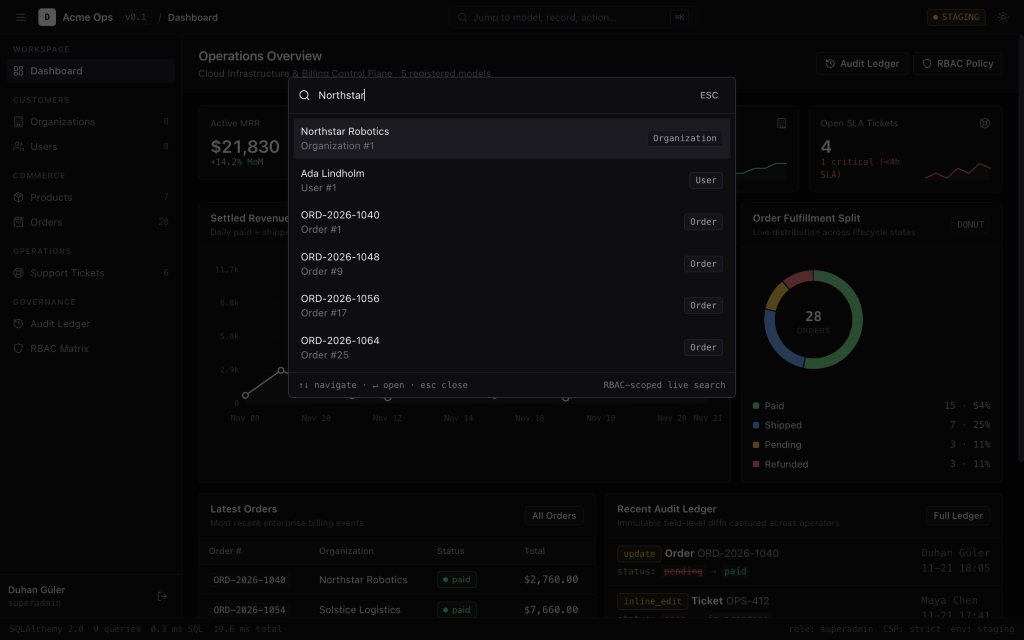 D Acme Ops v0.1 / Dashboard Jump to model, record, action... ⌘K STAGING
WORKSPACE
Dashboard
CUSTOMERS
Organizations 8
Users 8
COMMERCE
Products 7
Orders 28
OPERATIONS
Support Tickets 6
GOVERNANCE
Audit Ledger
RBAC Matrix
Duhan Güler
superadmin
Operations Overview
Cloud Infrastructure & Billing Control Plane · 5 registered models
Audit Ledger RBAC Policy
Northstar ESC
Northstar Robotics
Organization #1
Organization
Ada Lindholm
User #1
User
ORD-2026-1040
Order #1
Order
ORD-2026-1048
Order #9
Order
ORD-2026-1056
Order #17
Order
ORD-2026-1064
Order #25
Order
↑↓ navigate · ↵ open · esc close RBAC-scoped live search
Active MRR
$21,830
+14.2% MoM
Open SLA Tickets
4
1 critical (<4h
SLA)
Settled Revenue
Daily paid + shippe
11.7k
8.8k
5.8k
2.9k
0
Nov 09 Nov 10 Nov 12 Nov 14 Nov 16 Nov 18 Nov 20 Nov 21
Order Fulfillment Split
Live distribution across lifecycle states
DONUT
28
ORDERS
Paid 15 · 54%
Shipped 7 · 25%
Pending 3 · 11%
Refunded 3 · 11%
Latest Orders
Most recent enterprise billing events
All Orders
Order # Organization Status Total
ORD-2026-1040 Northstar Robotics paid $2,760.00
ORD-2026-1054 Solstice Logistics paid $7,660.00
Recent Audit Ledger
Immutable field-level diffs captured across operators
Full Ledger
update Order ORD-2026-1040 Duhan Güler
status: pending → paid 11-21 18:05
inline_edit Ticket OPS-412 Maya Chen
11-21 17:41
SQLAlchemy 2.0 9 queries 0.3 ms SQL 19.6 ms total role: superadmin CSP: strict env: staging